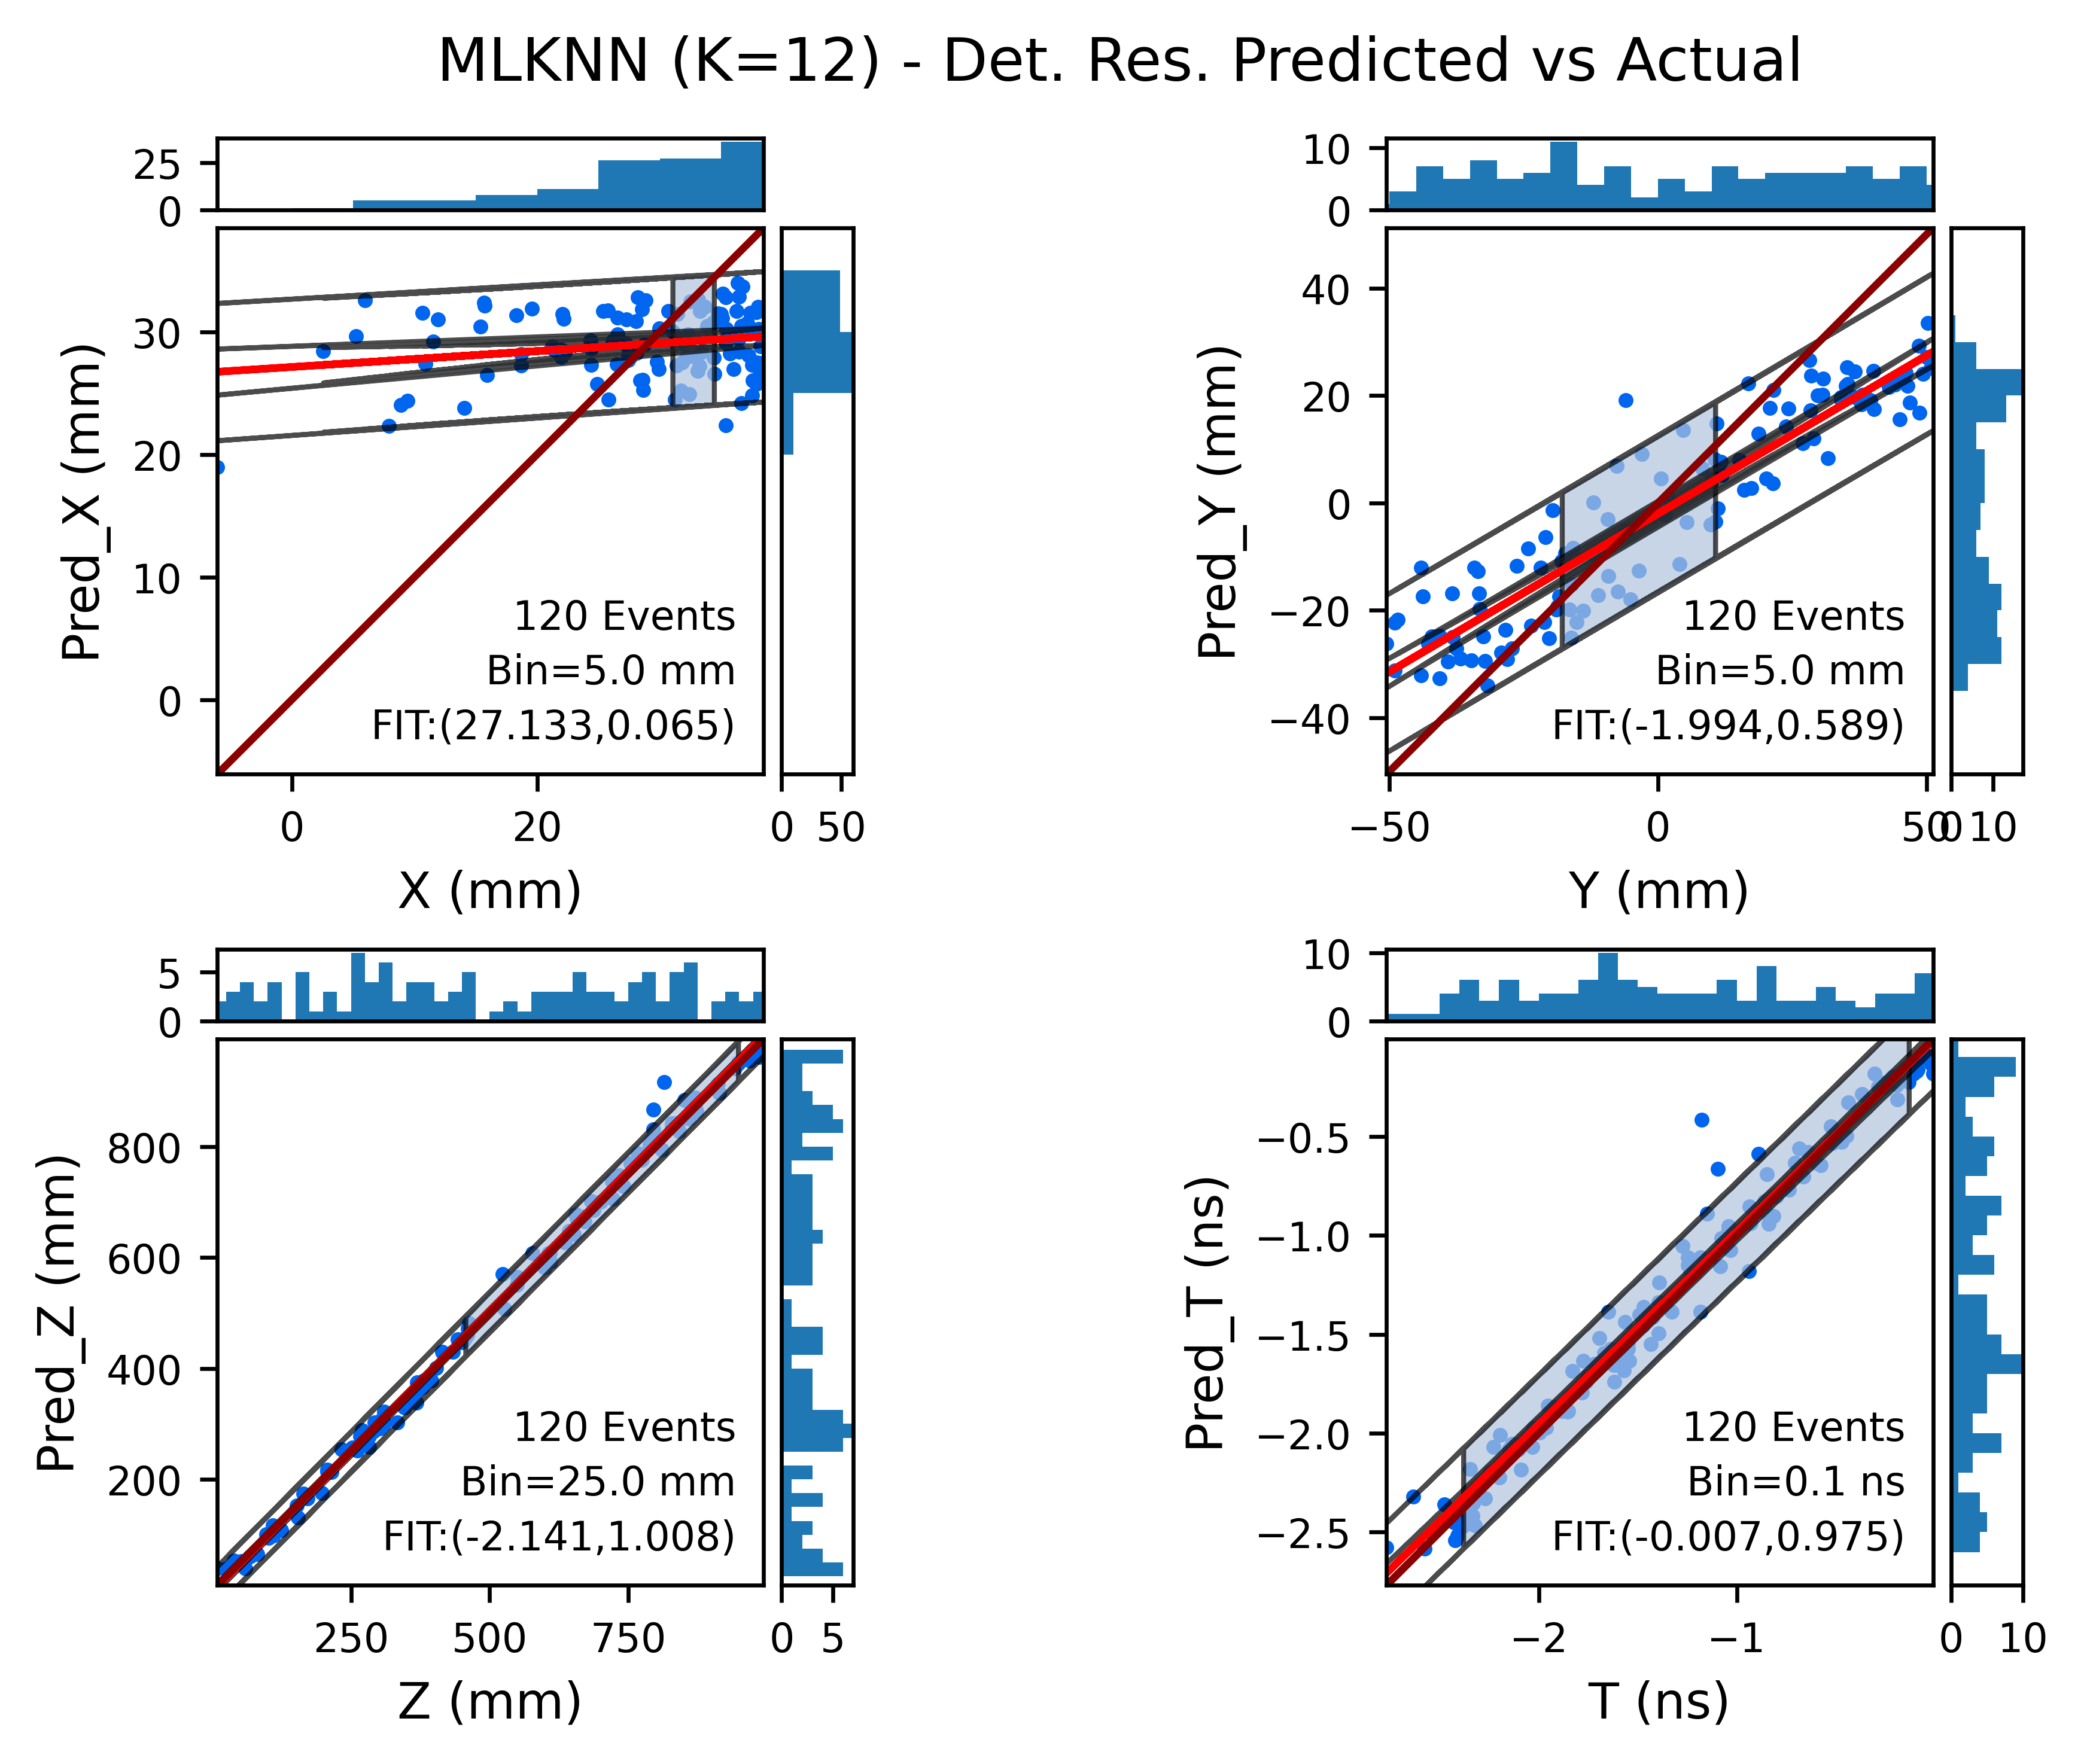 MLKNN (K=12) - Det. Res. Predicted vs Actual
25
0
30
20
10
0
Pred_X (mm)
120 Events
Bin=5.0 mm
FIT:(27.133,0.065)
0
20
0
50
X (mm)
10
0
40
20
0
−20
−40
Pred_Y (mm)
120 Events
Bin=5.0 mm
FIT:(-1.994,0.589)
−50
0
50
0
10
Y (mm)
5
0
800
600
400
200
Pred_Z (mm)
120 Events
Bin=25.0 mm
FIT:(-2.141,1.008)
250
500
750
0
5
Z (mm)
10
0
−0.5
−1.0
−1.5
−2.0
−2.5
Pred_T (ns)
120 Events
Bin=0.1 ns
FIT:(-0.007,0.975)
−2
−1
0
10
T (ns)